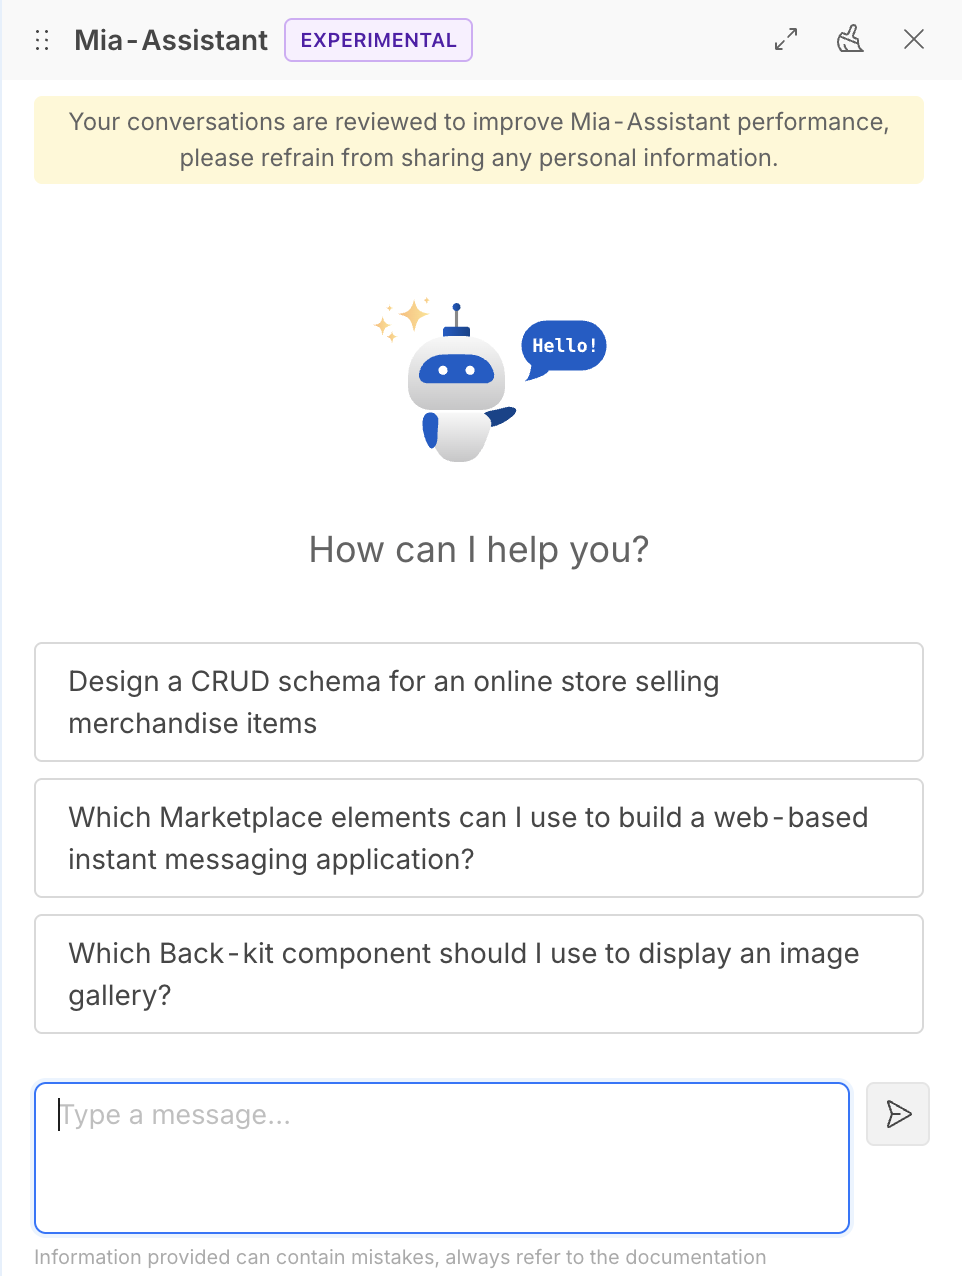 Mia-Assistant EXPERIMENTAL
Your conversations are reviewed to improve Mia-Assistant performance,
please refrain from sharing any personal information.
Hello!
How can I help you?
Design a CRUD schema for an online store selling
merchandise items
Which Marketplace elements can I use to build a web-based
instant messaging application?
Which Back-kit component should I use to display an image
gallery?
Type a message...
Information provided can contain mistakes, always refer to the documentation